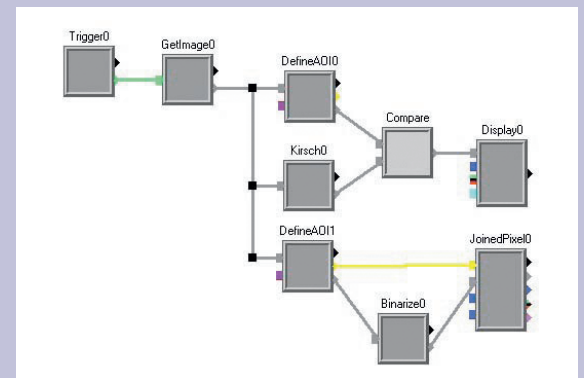 Trigger0
GetImage0
DefineAOI0
Compare
Display0
Kirsch0
DefineAOI1
JoinedPixel0
Binarize0